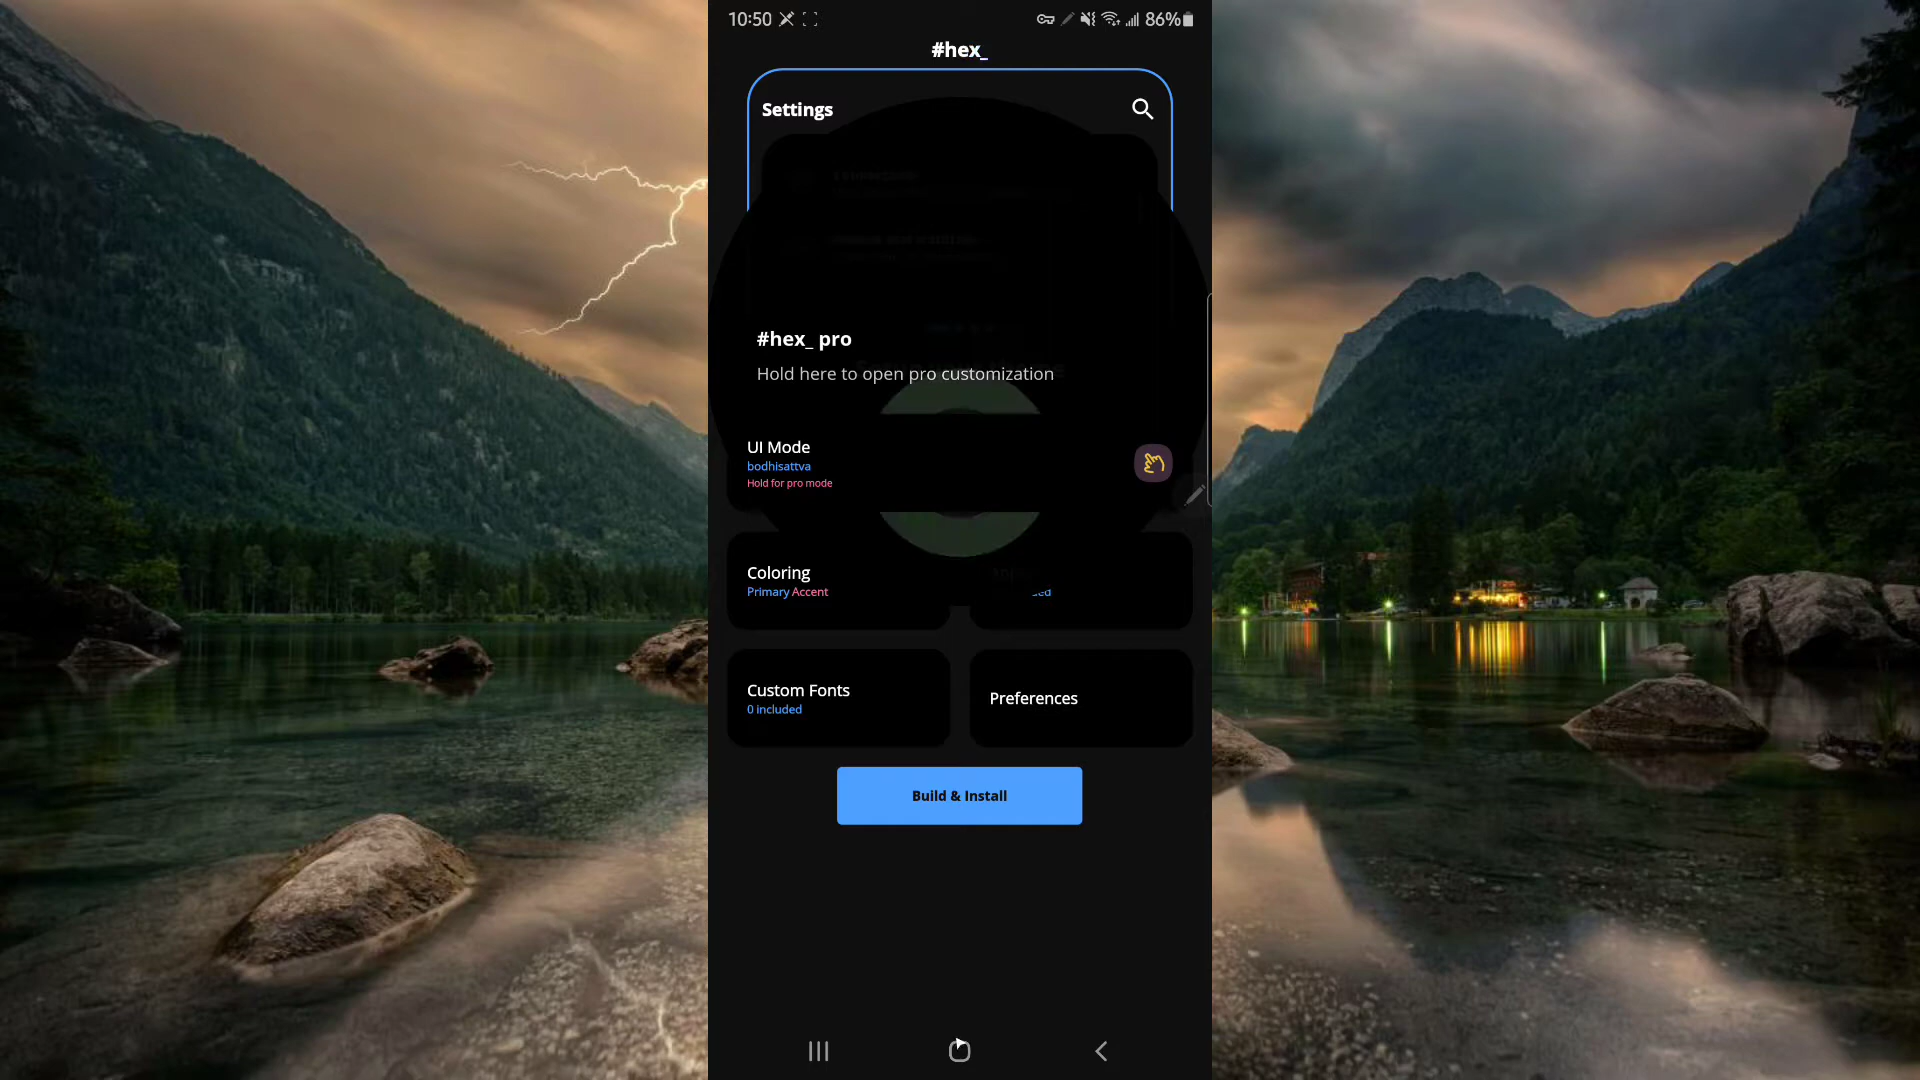 10:50
86%
#hex_
Settings
#hex_ pro
Hold here to open pro customization
UI Mode
bodhisattva
Hold for pro mode
Coloring
Primary Accent
Custom Fonts
0 included
Preferences
Build & Install